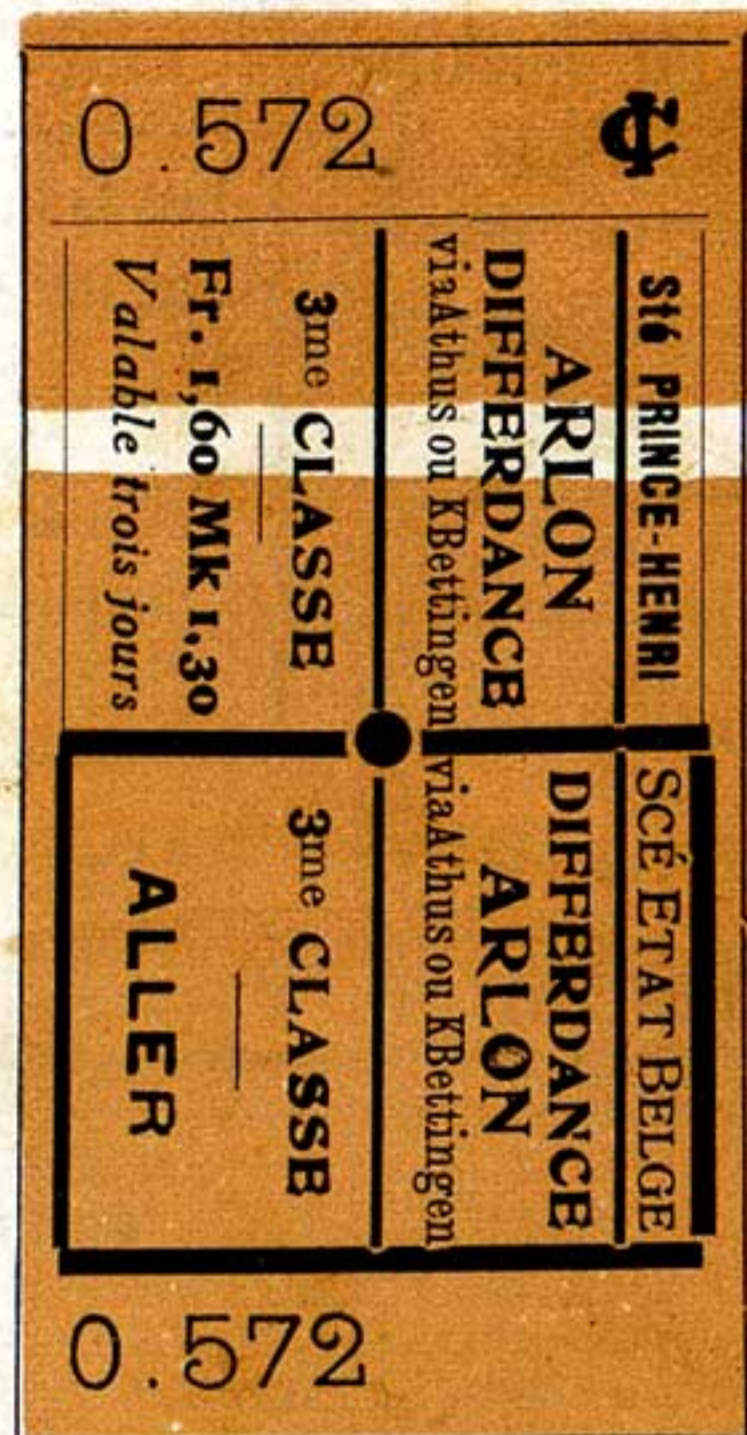 0.572
Sté PRINCE-HENRI
ARLON
DIFFERDANCE
viaAthus ou KBettingen
3me CLASSE
Fr. 1,60 Mk 1,30
Valable trois jours
SCÉ ETAT BELGE
DIFFERDANCE
ARLON
viaAthus ou KBettingen
3me CLASSE
ALLER
0.572